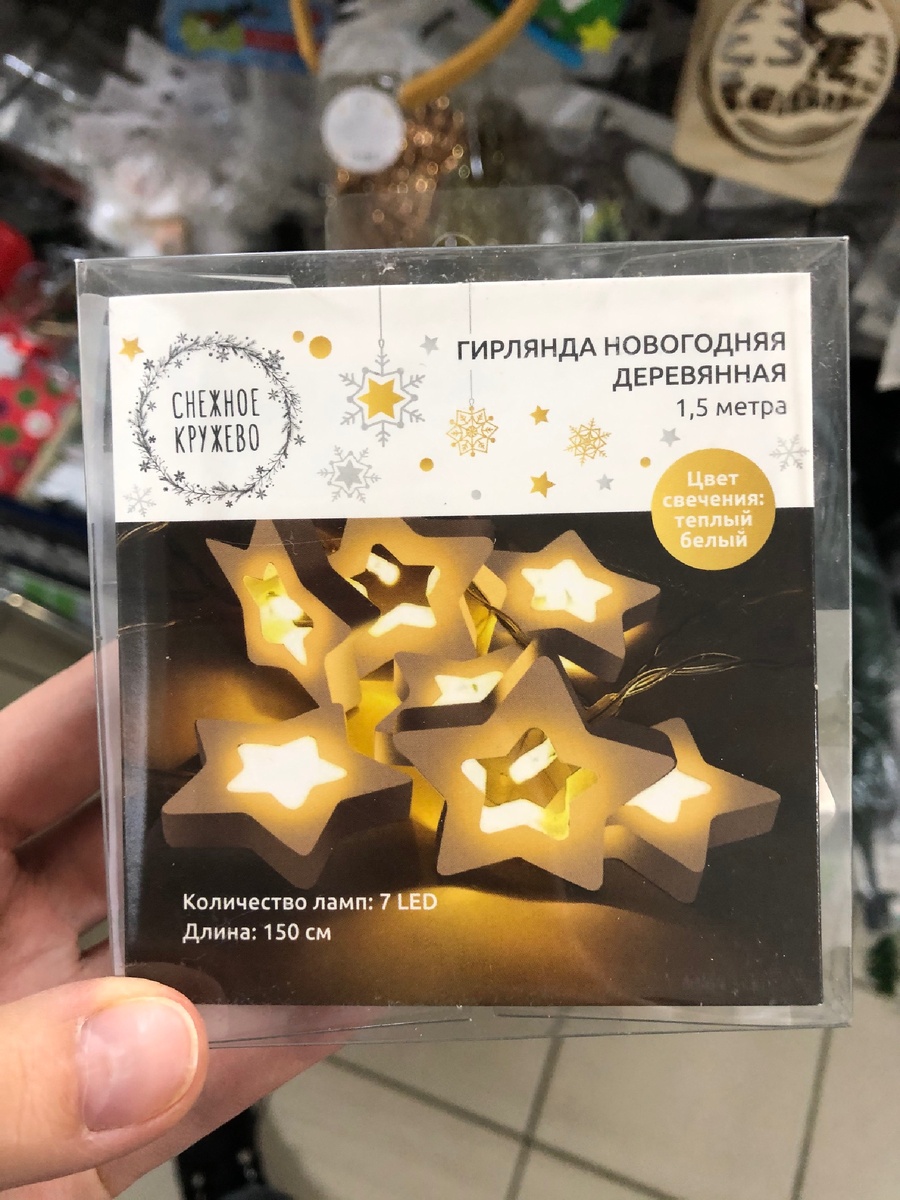 СНЕЖНОЕ
КРУЖЕВО
ГИРЛЯНДА НОВОГОДНЯЯ
ДЕРЕВЯННАЯ
1,5 метра
Цвет
свечения:
теплый
белый
Количество ламп: 7 LED
Длина: 150 см